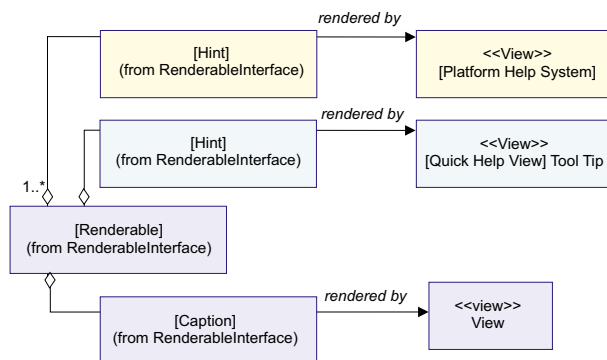 rendered by
[Hint]
(from RenderableInterface)
<<View>>
[Platform Help System]
rendered by
[Hint]
(from RenderableInterface)
<<View>>
[Quick Help View] Tool Tip
1..*
[Renderable]
(from RenderableInterface)
rendered by
[Caption]
(from RenderableInterface)
<<view>>
View